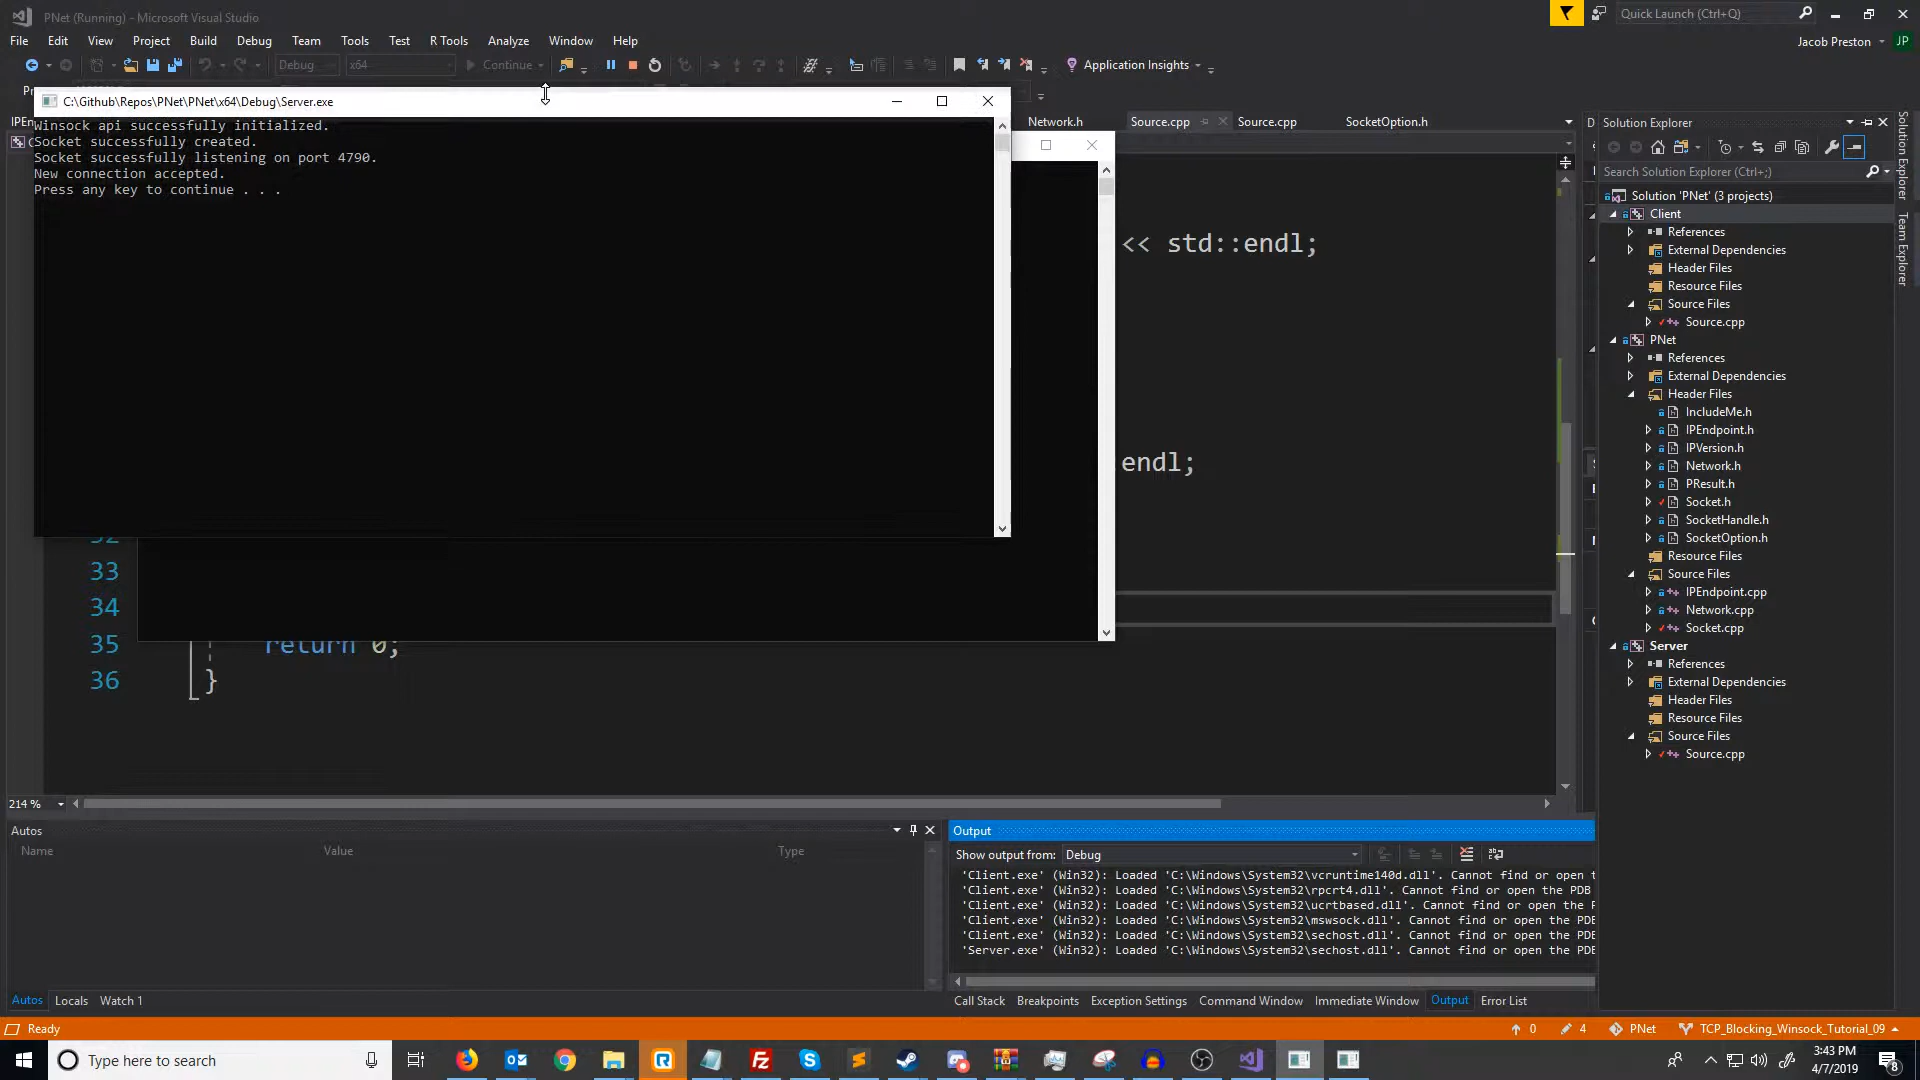 PNet (Running) - Microsoft Visual Studio
Quick Launch (Ctrl+Q)
File Edit View Project Build Debug Team Tools Test R Tools Analyze Window Help
Jacob Preston JP
Debug x64 Continue Application Insights
C:\Github\Repos\PNet\PNet\x64\Debug\Server.exe
Winsock api successfully initialized.
Socket successfully created.
Socket successfully listening on port 4790.
New connection accepted.
Press any key to continue . . .
Network.h Source.cpp Source.cpp SocketOption.h
<< std::endl;
endl;
32
33
34
35 return 0;
36 }
214 %
Solution Explorer
Search Solution Explorer (Ctrl+;)
Solution 'PNet' (3 projects)
Client
References
External Dependencies
Header Files
Resource Files
Source Files
Source.cpp
PNet
References
External Dependencies
Header Files
IncludeMe.h
IPEndpoint.h
IPVersion.h
Network.h
PResult.h
Socket.h
SocketHandle.h
SocketOption.h
Resource Files
Source Files
IPEndpoint.cpp
Network.cpp
Socket.cpp
Server
References
External Dependencies
Header Files
Resource Files
Source Files
Source.cpp
Solution Explorer
Team Explorer
Autos
Name Value Type
Autos Locals Watch 1
Output
Show output from: Debug
'Client.exe' (Win32): Loaded 'C:\Windows\System32\vcruntime140d.dll'. Cannot find or open t
'Client.exe' (Win32): Loaded 'C:\Windows\System32\rpcrt4.dll'. Cannot find or open the PDB
'Client.exe' (Win32): Loaded 'C:\Windows\System32\ucrtbased.dll'. Cannot find or open the P
'Client.exe' (Win32): Loaded 'C:\Windows\System32\mswsock.dll'. Cannot find or open the PDB
'Client.exe' (Win32): Loaded 'C:\Windows\System32\sechost.dll'. Cannot find or open the PDB
'Server.exe' (Win32): Loaded 'C:\Windows\System32\sechost.dll'. Cannot find or open the PDB
Call Stack Breakpoints Exception Settings Command Window Immediate Window Output Error List
Ready
0 4 PNet TCP_Blocking_Winsock_Tutorial_09
Type here to search
3:43 PM
4/7/2019
8